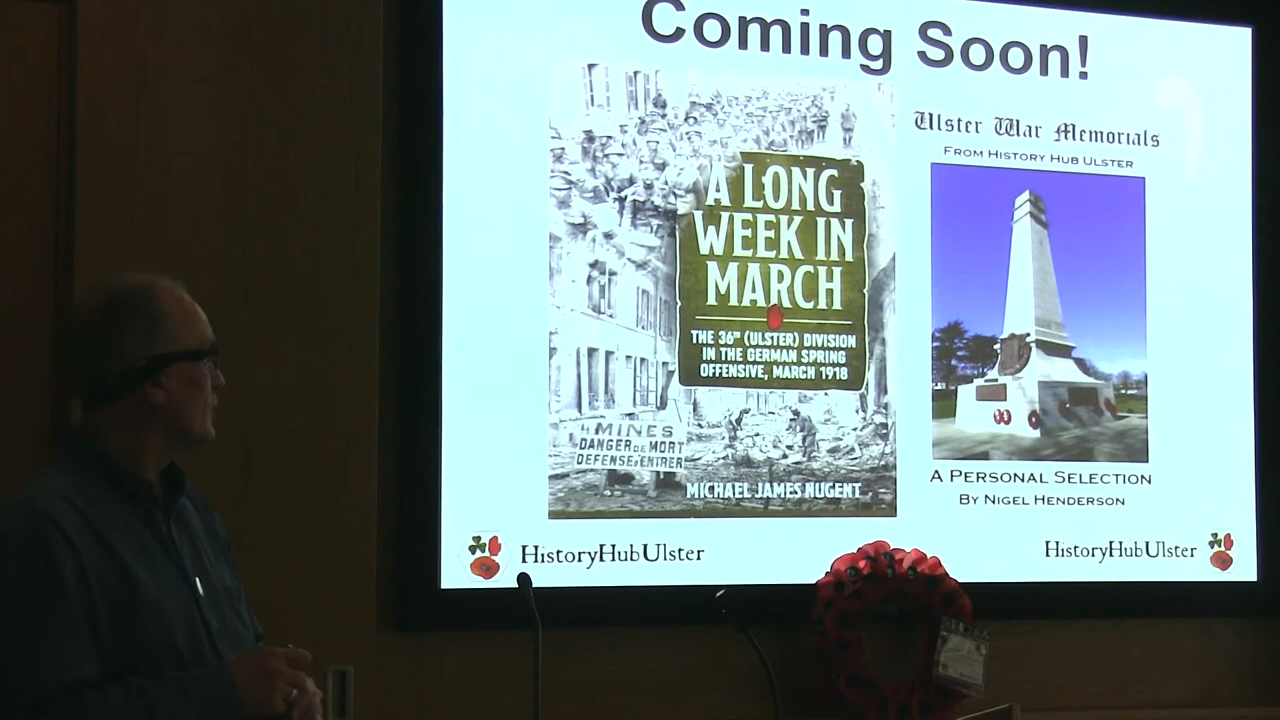 Coming Soon!
A LONG
WEEK IN
MARCH
THE 36TH (ULSTER) DIVISION
IN THE GERMAN SPRING
OFFENSIVE, MARCH 1918
MINES
DANGER DE MORT
DEFENSE D'ENTRER
MICHAEL JAMES NUGENT
Ulster War Memorials
From History Hub Ulster
A Personal Selection
By Nigel Henderson
HistoryHubUlster
HistoryHubUlster